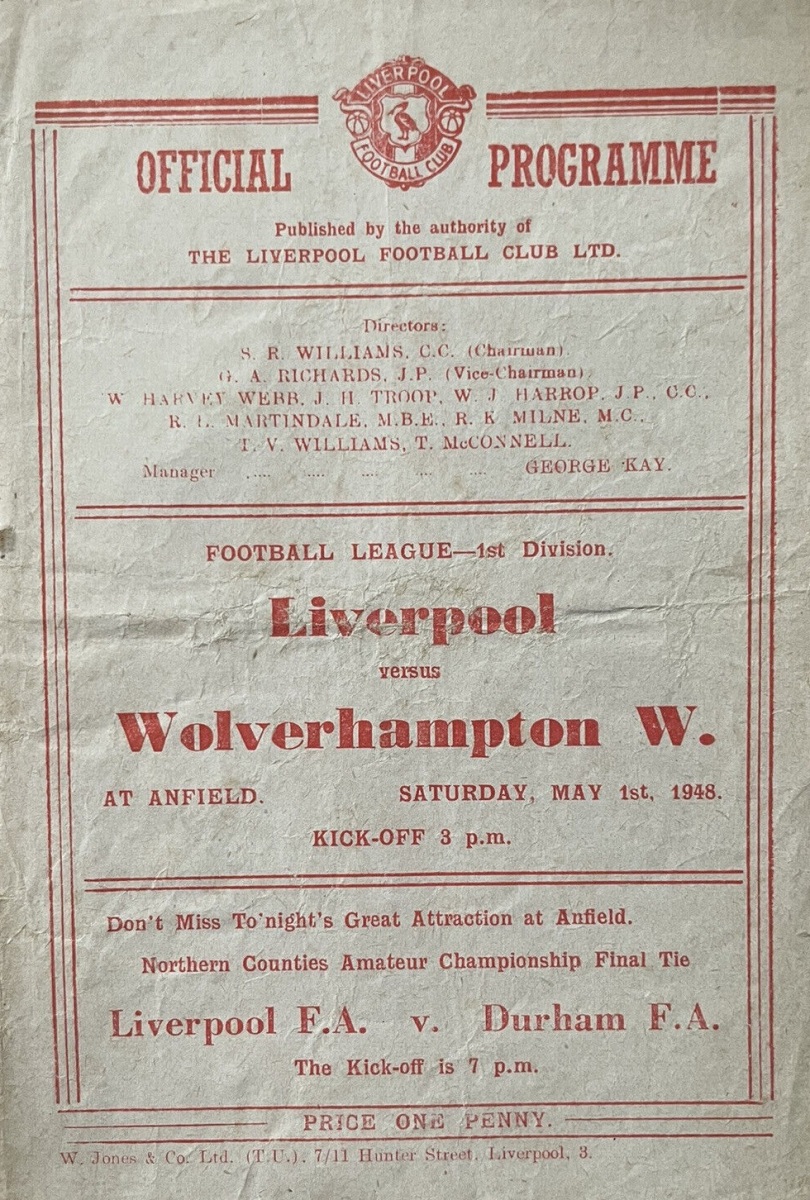 LIVERPOOL
FOOTBALL CLUB
OFFICIAL PROGRAMME
Published by the authority of
THE LIVERPOOL FOOTBALL CLUB LTD.
Directors:
S. R. WILLIAMS, C.C. (Chairman).
G. A. RICHARDS, J.P. (Vice-Chairman),
W. HARVEY WEBB, J. H. TROOP, W. J. HARROP, J.P., C.C.,
R. L. MARTINDALE, M.B.E., R. K. MILNE, M.C.,
T. V. WILLIAMS, T. McCONNELL.
Manager ..... ..... ..... ..... ..... GEORGE KAY.
FOOTBALL LEAGUE—1st Division.
Liverpool
versus
Wolverhampton W.
AT ANFIELD. SATURDAY, MAY 1st, 1948.
KICK-OFF 3 p.m.
Don't Miss To'night's Great Attraction at Anfield.
Northern Counties Amateur Championship Final Tie
Liverpool F.A. v. Durham F.A.
The Kick-off is 7 p.m.
PRICE ONE PENNY.
W. Jones & Co. Ltd. (T.U.), 7/11 Hunter Street, Liverpool, 3.